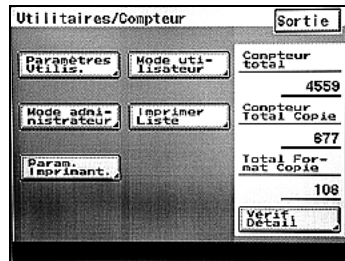 Utilitaires/Compteur
Sortie
Paramètres
Utilis.
Mode uti-
lisateur
Mode admi-
nistrateur
Imprimer
Liste
Param.
Imprimant.
Compteur
total
4559
Compteur
Total Copie
677
Total For-
mat Copie
108
Vérif.
Détail